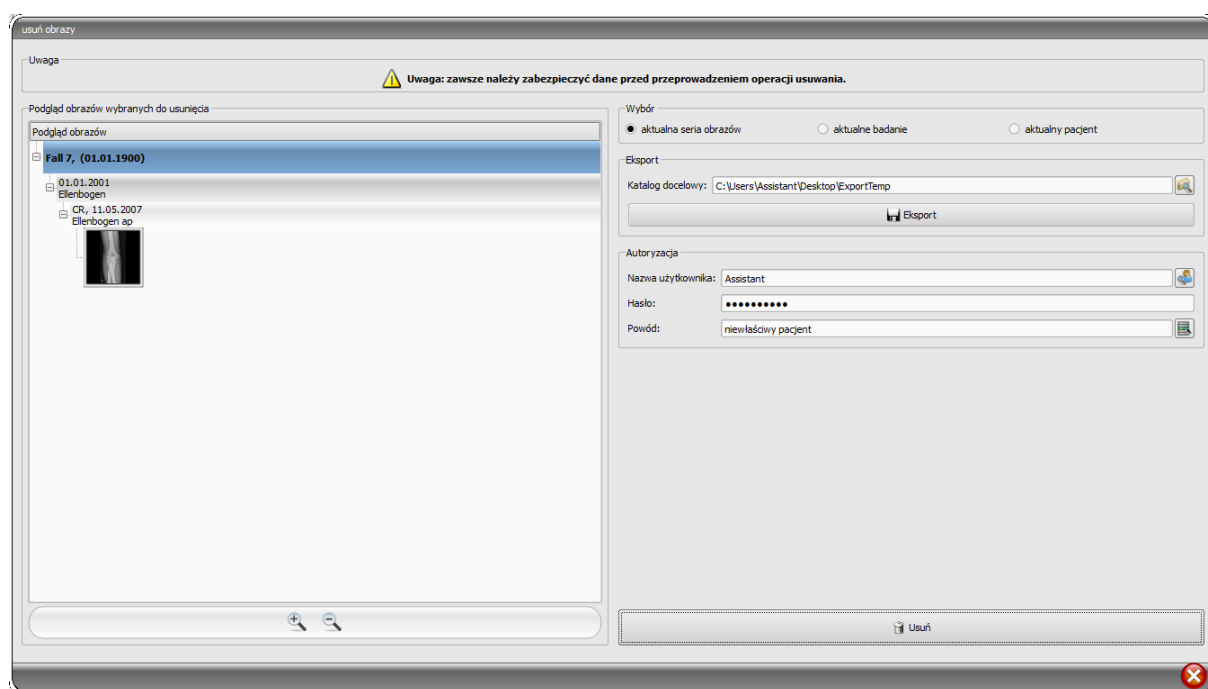 usuń obrazy
Uwaga
Uwaga: zawsze należy zabezpieczyć dane przed przeprowadzeniem operacji usuwania.
Podgląd obrazów wybranych do usunięcia
Podgląd obrazów
Fall 7, (01.01.1900)
01.01.2001
Ellenbogen
CR, 11.05.2007
Ellenbogen ap
Wybór
aktualna seria obrazów aktualne badanie aktualny pacjent
Eksport
Katalog docelowy: C:\Users\Assistant\Desktop\ExportTemp
Eksport
Autoryzacja
Nazwa użytkownika: Assistant
Hasło: ●●●●●●●●●●
Powód: niewłaściwy pacjent
Usuń